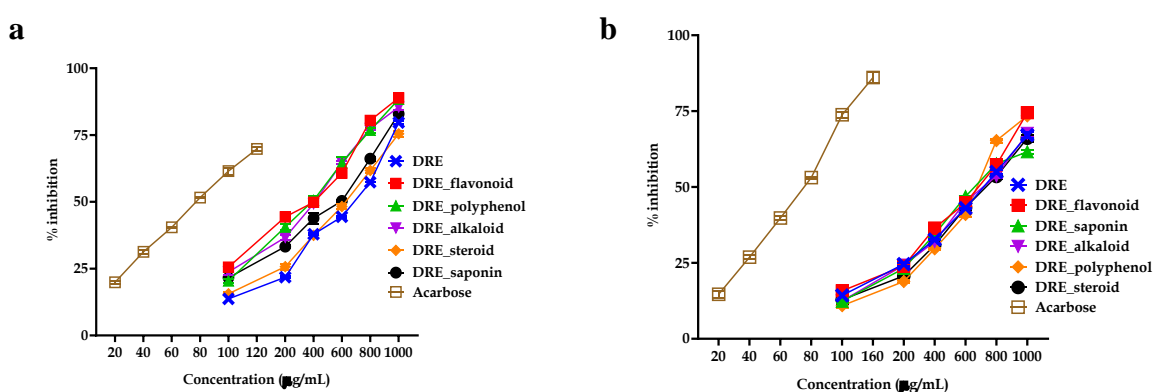 a
% inhibition
100
75
50
25
0
20 40 60 80 100 120 200 400 600 800 1000
Concentration (μg/mL)
DRE
DRE_flavonoid
DRE_polyphenol
DRE_alkaloid
DRE_steroid
DRE_saponin
Acarbose
b
% inhibition
100
75
50
25
0
20 40 60 80 100 160 200 400 600 800 1000
Concentration (μg/mL)
DRE
DRE_flavonoid
DRE_saponin
DRE_alkaloid
DRE_polyphenol
DRE_steroid
Acarbose